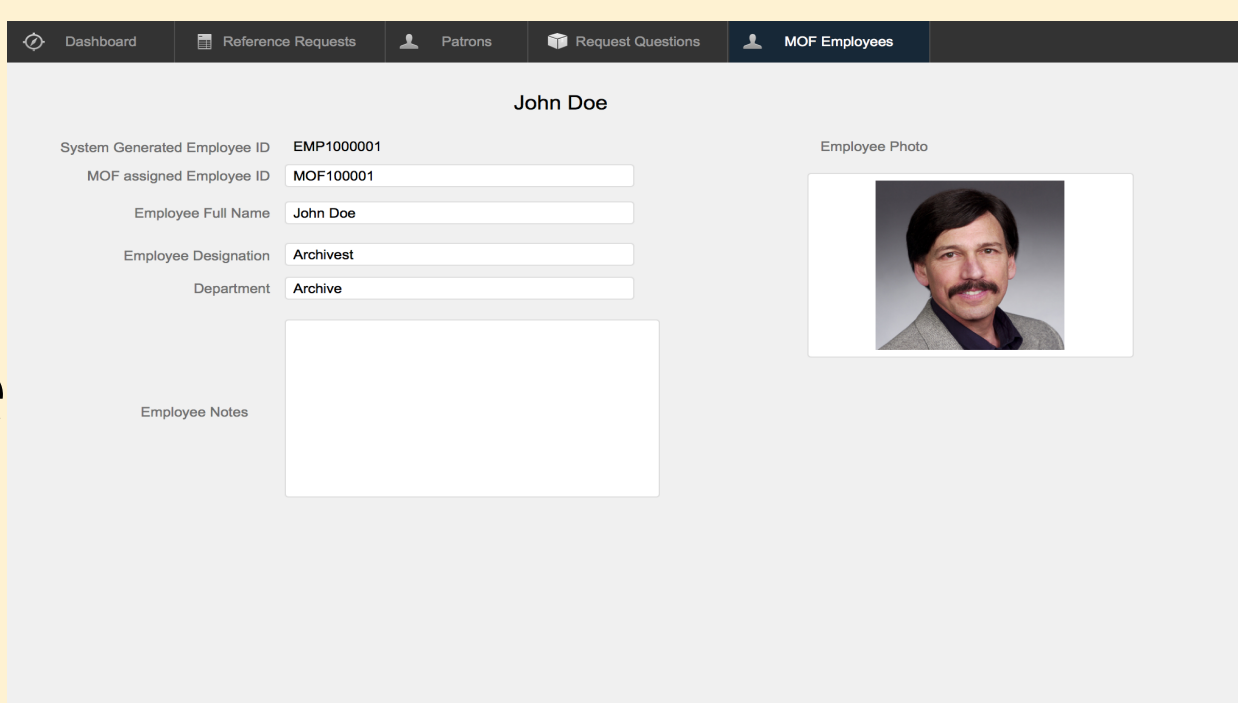 Dashboard Reference Requests Patrons Request Questions MOF Employees
John Doe
System Generated Employee ID EMP1000001
Employee Photo
MOF assigned Employee ID MOF100001
Employee Full Name John Doe
Employee Designation Archivest
Department Archive
Employee Notes